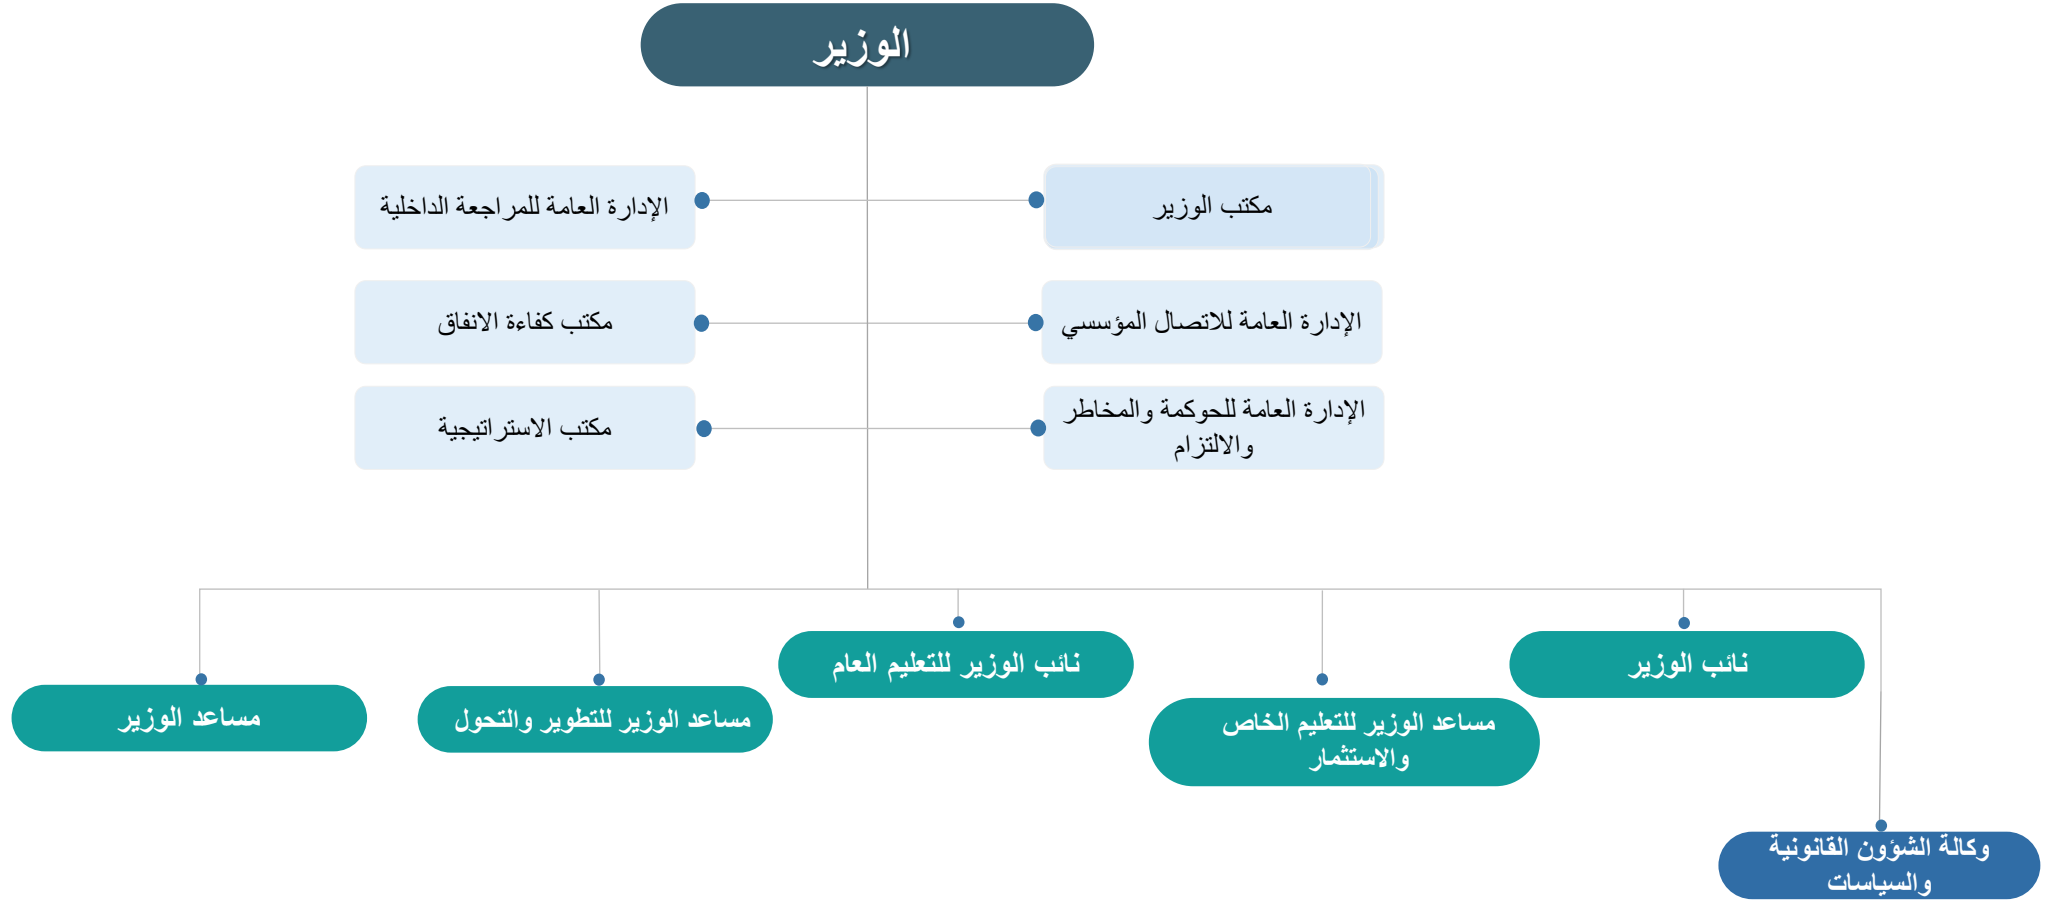 الوزير
مكتب الوزير
الإدارة العامة للمراجعة الداخلية
الإدارة العامة للاتصال المؤسسي
مكتب كفاءة الانفاق
الإدارة العامة للحوكمة والمخاطر
والالتزام
مكتب الاستراتيجية
نائب الوزير
نائب الوزير للتعليم العام
مساعد الوزير للتعليم الخاص
والاستثمار
مساعد الوزير للتطوير والتحول
مساعد الوزير
وكالة الشؤون القانونية
والسياسات